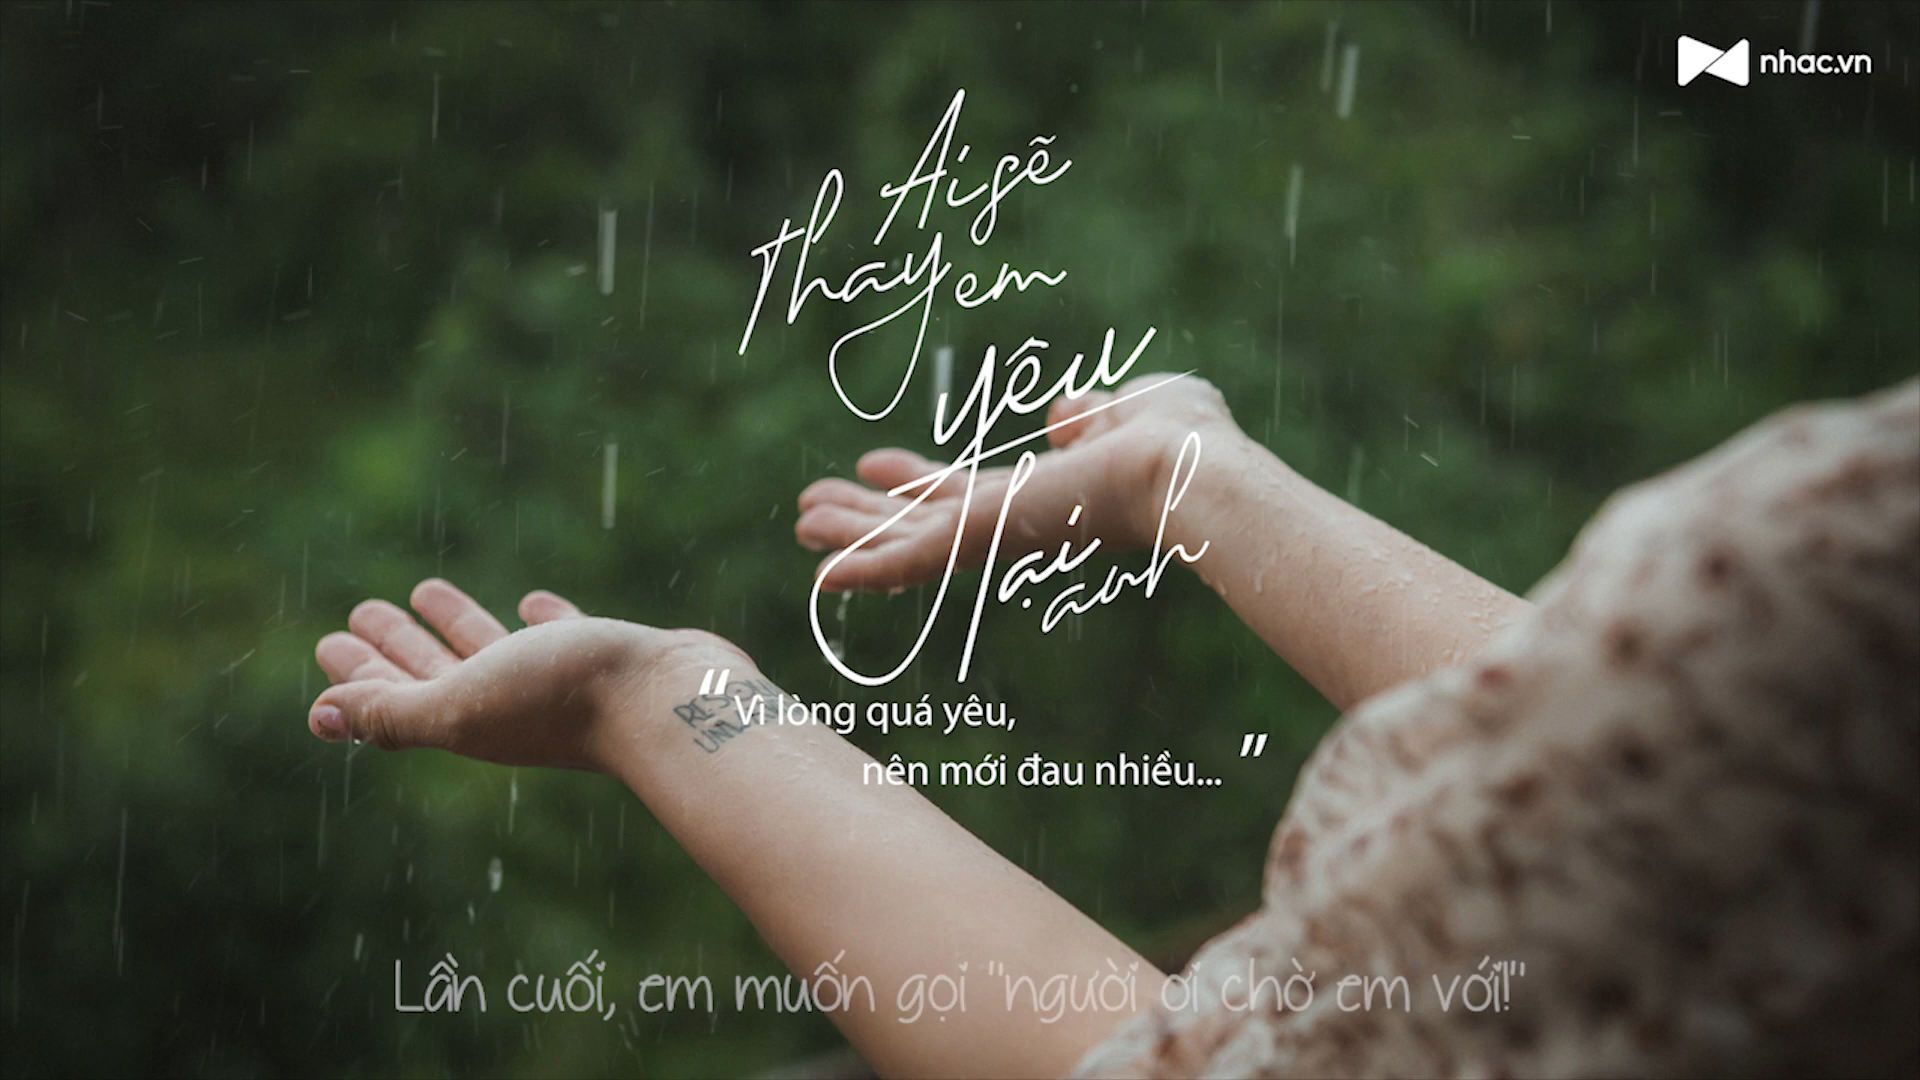 nhac.vn
Ai sẽ
Thay em
yêu
lại
anh
“Vì lòng quá yêu,
nên mới đau nhiều...”
Lần cuối, em muốn gọi "người ơi chờ em với!"